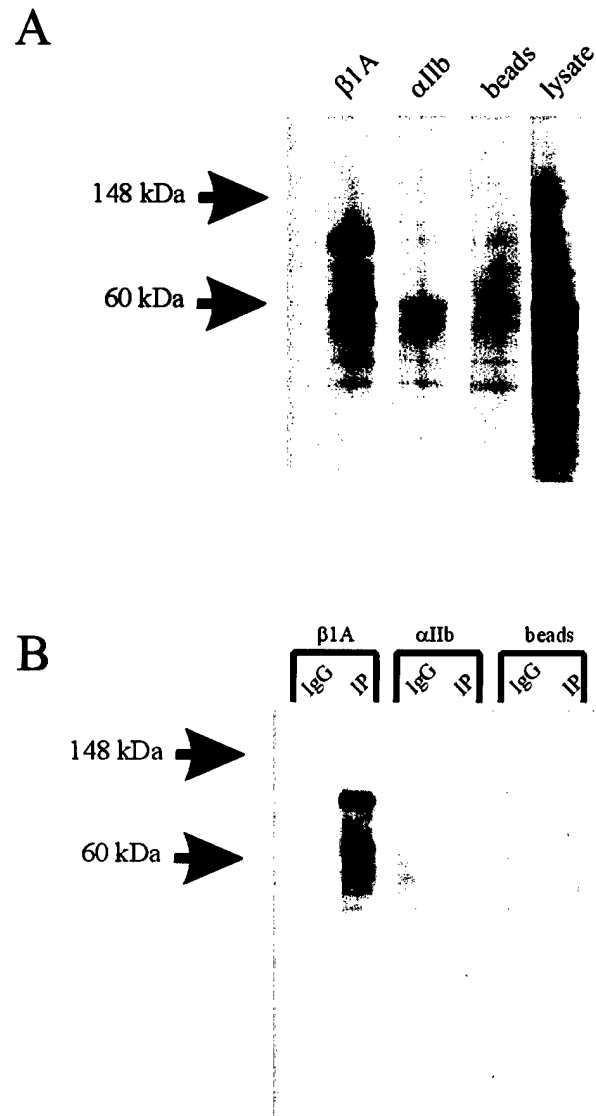 A
β1A αIIb beads lysate
148 kDa
60 kDa
B
β1A αIIb beads
IgG IP IgG IP IgG IP
148 kDa
60 kDa